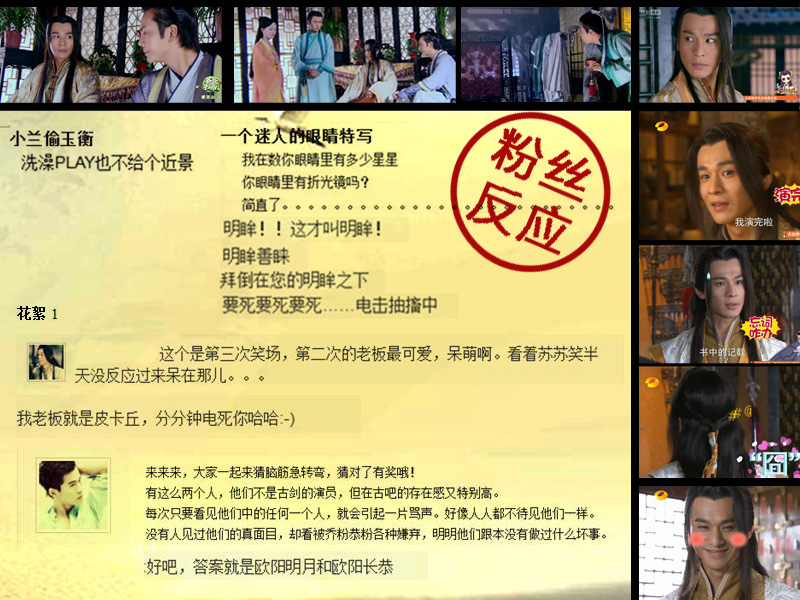 小兰偷玉衡
洗澡PLAY也不给个近景
一个迷人的眼睛特写
我在数你眼睛里有多少星星
你眼睛里有折光镜吗？
简直了。。。。。。。。。。。。。。。。。。。。。。。
明眸！！这才叫明眸！
明眸善睐
拜倒在您的明眸之下
要死要死要死……电击抽搐中
粉丝
反应
花絮 1
这个是第三次笑场，第二次的老板最可爱，呆萌啊。看着苏苏笑半
天没反应过来呆在那儿。。。
我老板就是皮卡丘，分分钟电死你哈哈:-)
来来来，大家一起来猜脑筋急转弯，猜对了有奖哦！
有这么两个人，他们不是古剑的演员，但在古吧的存在感又特别高。
每次只要看见他们中的任何一个人，就会引起一片骂声。好像人人都不待见他们一样。
没有人见过他们的真面目，却看被乔粉恭粉各种嫌弃，明明他们跟本没有做过什么坏事。
:好吧，答案就是欧阳明月和欧阳长恭
我演完啦
演完
忘词
咋办
书中的记载
#@
“囧”